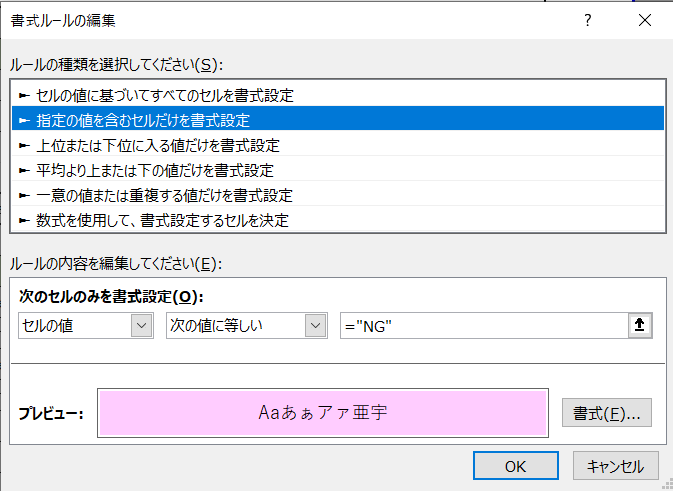 書式ルールの編集
ルールの種類を選択してください(S):
► セルの値に基づいてすべてのセルを書式設定
► 指定の値を含むセルだけを書式設定
► 上位または下位に入る値だけを書式設定
► 平均より上または下の値だけを書式設定
► 一意の値または重複する値だけを書式設定
► 数式を使用して、書式設定するセルを決定
ルールの内容を編集してください(E):
次のセルのみを書式設定(O):
セルの値 次の値に等しい ="NG"
プレビュー: Aaあぁアァ亜宇 書式(F)...
OK キャンセル